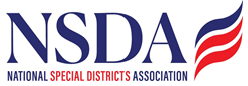 NSDA
NATIONAL SPECIAL DISTRICTS ASSOCIATION